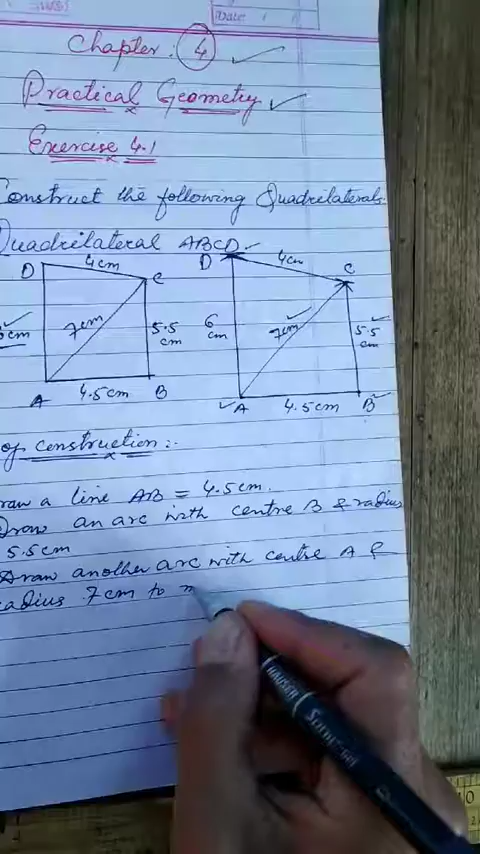 Date:
Chapter: 4
Practical Geometry
Exercise 4.1
Construct the following Quadrilaterals.
Quadrilateral ABCD
D 4cm C
7cm 5.5 cm
A 4.5cm B
D 4cm C
6 cm 7cm 5.5 cm
A 4.5cm B
of construction:-
raw a line AB = 4.5cm.
Draw an arc with centre B & radius
5.5cm
Draw another arc with centre A &
radius 7cm to
HAUSER